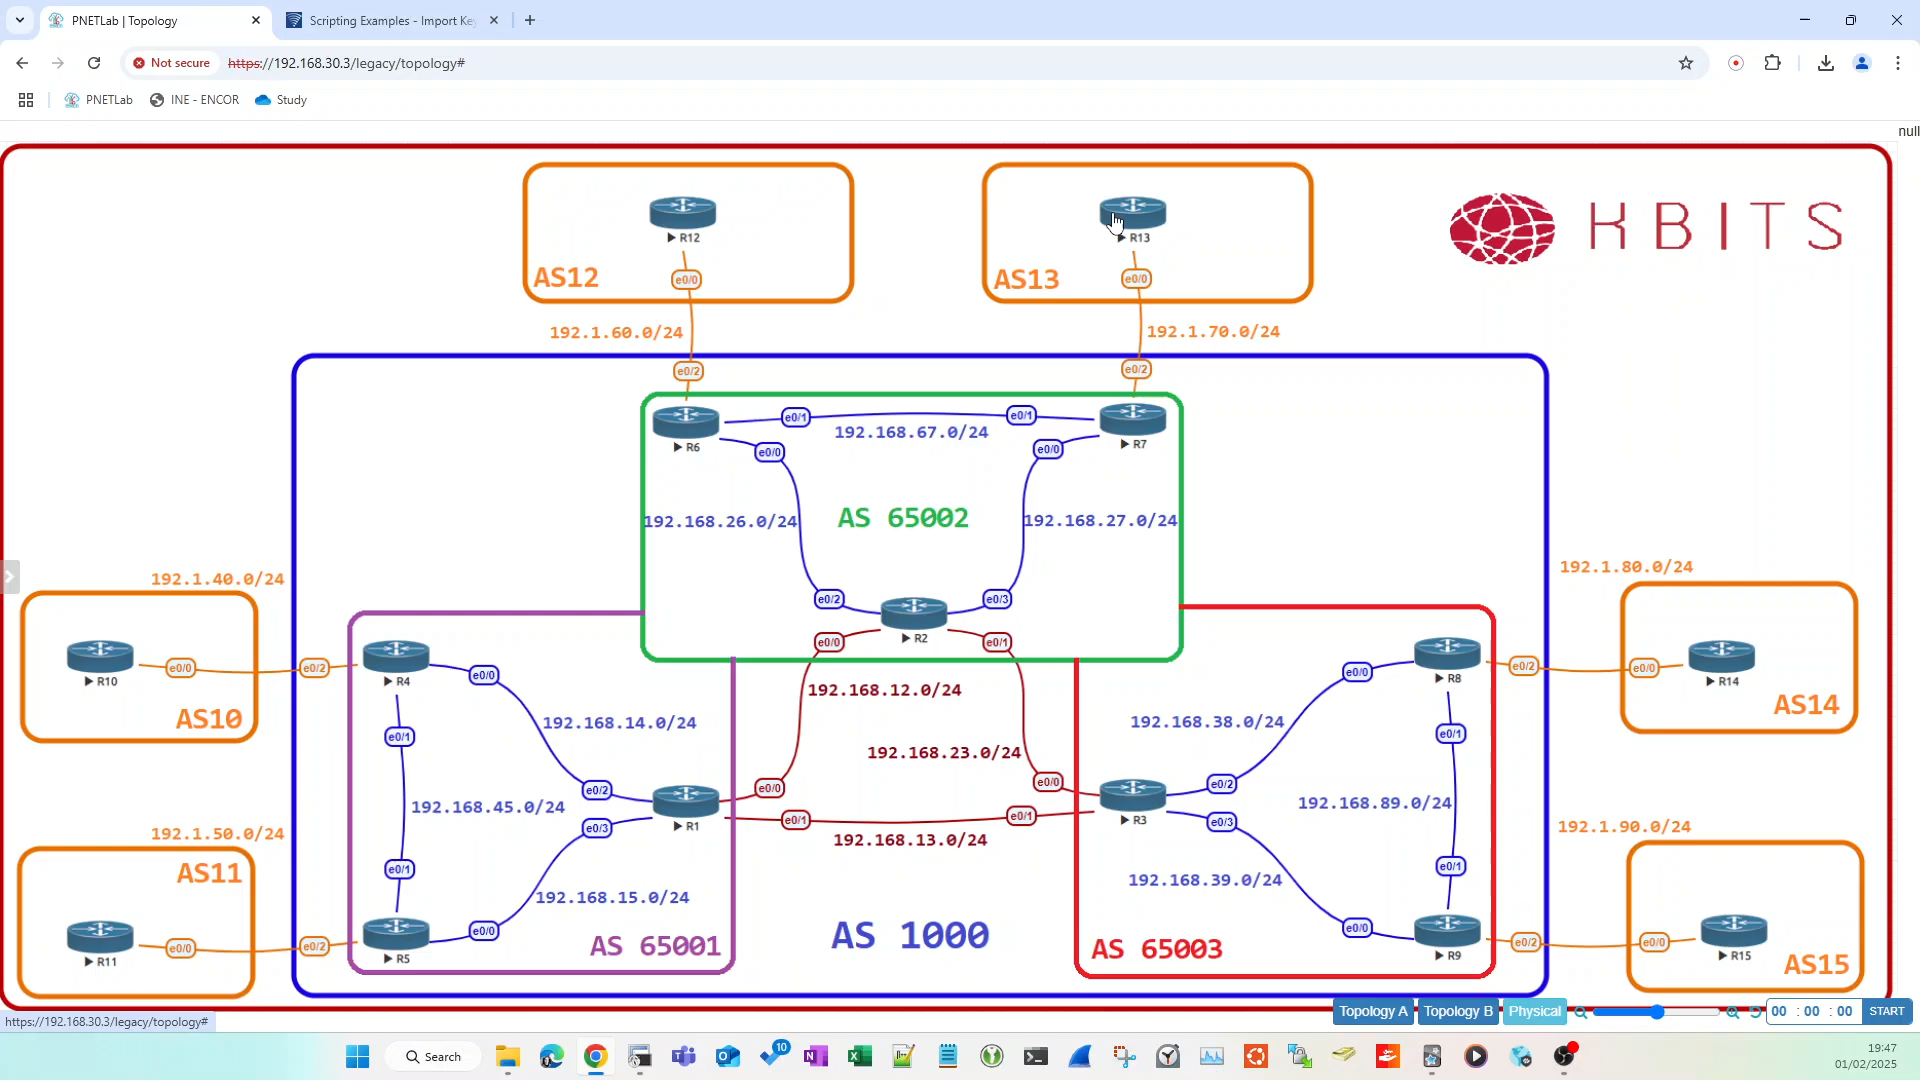 PNETLab | Topology
Scripting Examples - Import Ke
Not secure
https://192.168.30.3/legacy/topology#
PNETLab
INE - ENCOR
Study
null
R12
R13
KBITS
AS12
e0/0
AS13
e0/0
192.1.60.0/24
192.1.70.0/24
e0/2
e0/2
R6
e0/1
e0/1
R7
192.168.67.0/24
e0/0
e0/0
192.168.26.0/24
AS 65002
192.168.27.0/24
192.1.40.0/24
192.1.80.0/24
e0/2
e0/3
R2
e0/0
e0/1
R10
e0/0
e0/2
R4
e0/0
e0/0
R8
e0/2
e0/0
R14
AS10
AS14
192.168.12.0/24
192.168.14.0/24
192.168.38.0/24
e0/1
e0/1
192.168.23.0/24
e0/2
e0/0
e0/0
e0/2
192.168.45.0/24
192.168.89.0/24
R1
e0/1
e0/1
R3
e0/3
e0/3
192.1.50.0/24
192.1.90.0/24
192.168.13.0/24
AS11
e0/1
e0/1
192.168.15.0/24
192.168.39.0/24
R11
e0/0
e0/2
R5
e0/0
AS 65001
AS 1000
AS 65003
e0/0
R9
e0/2
e0/0
R15
AS15
https://192.168.30.3/legacy/topology#
Topology A
Topology B
Physical
00 : 00 : 00
START
Search
10
19:47
01/02/2025